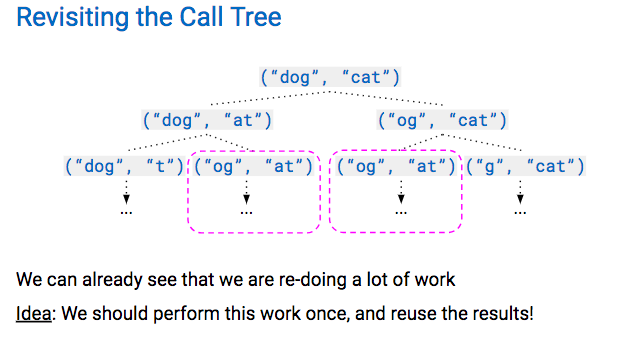 Revisiting the Call Tree
("dog", "cat")
("dog", "at") ("og", "cat")
("dog", "t") ("og", "at") ("og", "at") ("g", "cat")
... ... ... ...
We can already see that we are re-doing a lot of work
Idea: We should perform this work once, and reuse the results!